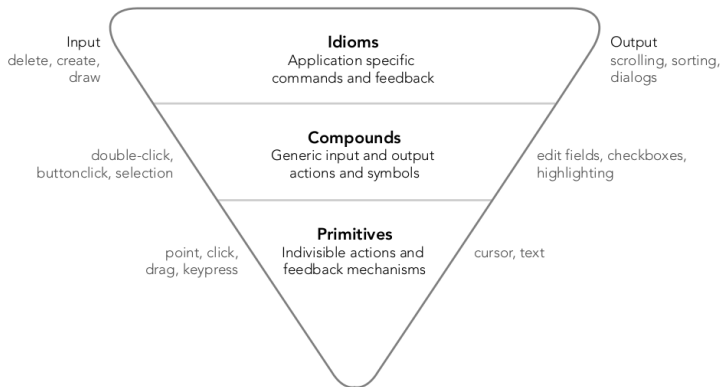 Input
delete, create,
draw
Idioms
Application specific
commands and feedback
Output
scrolling, sorting,
dialogs
double-click,
buttonclick, selection
Compounds
Generic input and output
actions and symbols
edit fields, checkboxes,
highlighting
point, click,
drag, keypress
Primitives
Indivisible actions and
feedback mechanisms
cursor, text